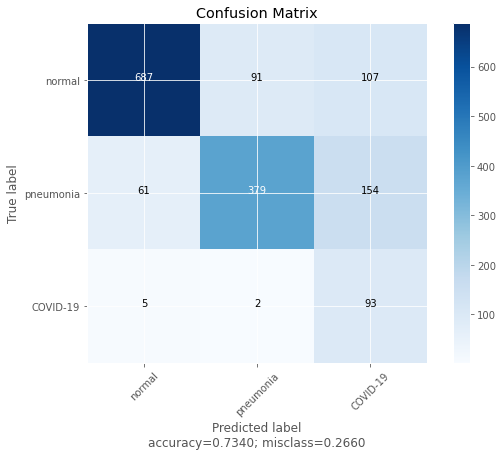 Confusion Matrix
normal 687 91 107
pneumonia 61 379 154
COVID-19 5 2 93
True label
normal pneumonia COVID-19
Predicted label
accuracy=0.7340; misclass=0.2660
600
500
400
300
200
100